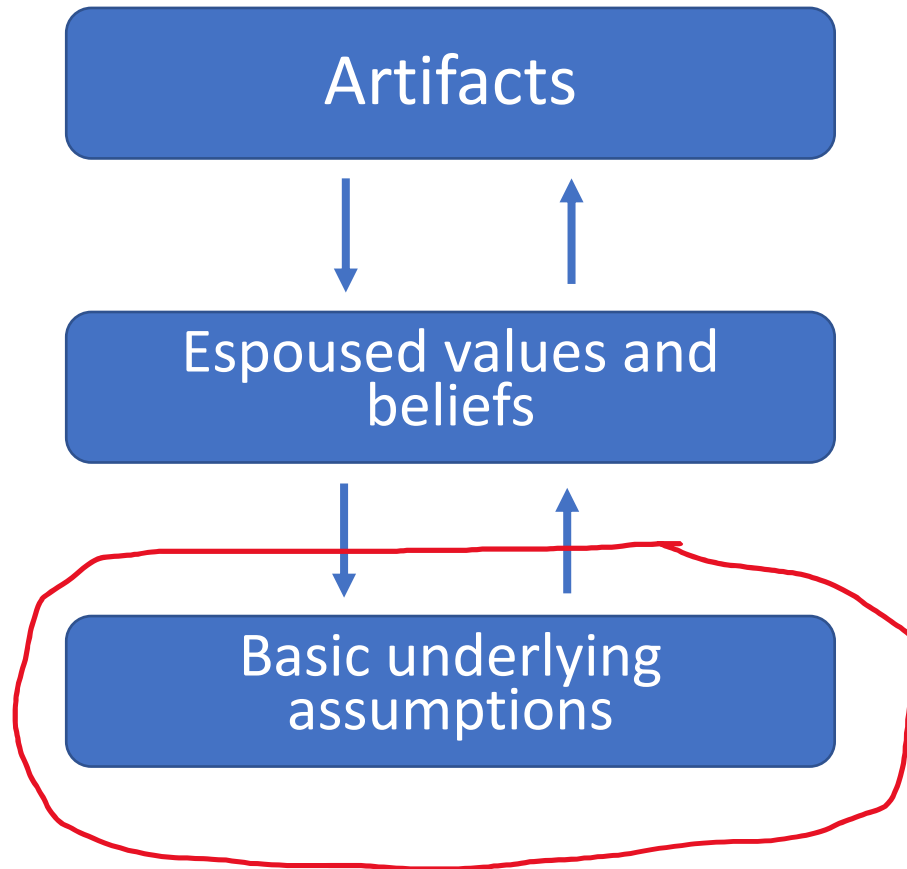 Artifacts
Espoused values and
beliefs
Basic underlying
assumptions